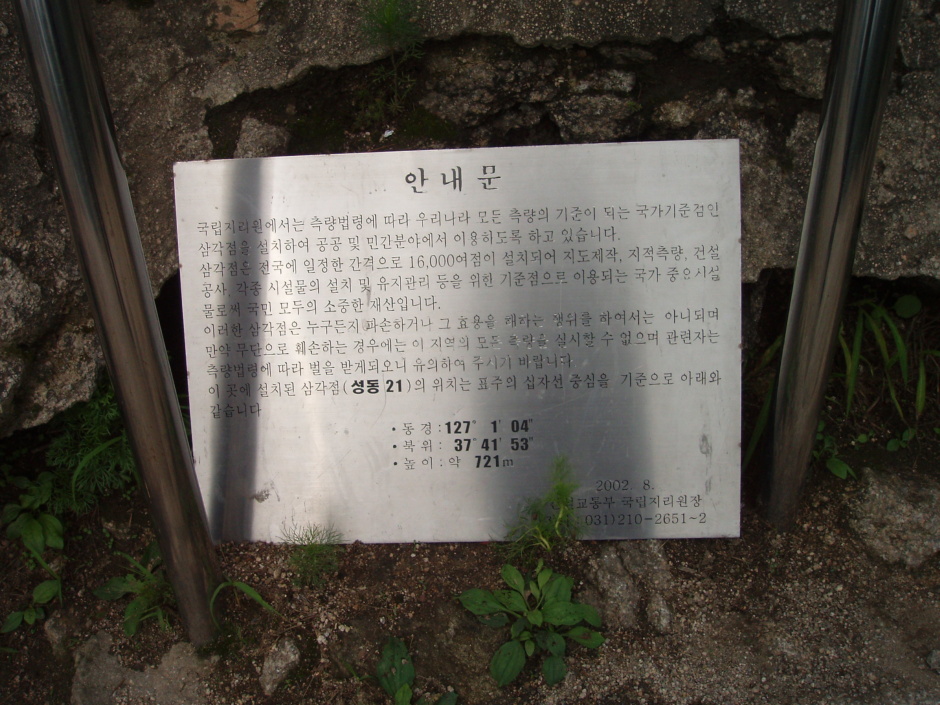 안내문
국립지리원에서는 측량법령에 따라 우리나라 모든 측량의 기준이 되는 국가기준점인
삼각점을 설치하여 공공 및 민간분야에서 이용하도록 하고 있습니다.
삼각점은 전국에 일정한 간격으로 16,000여점이 설치되어 지도제작, 지적측량, 건설
공사, 각종 시설물의 설치 및 유지관리 등을 위한 기준점으로 이용되는 국가 중요시설
물로써 국민 모두의 소중한 재산입니다.
이러한 삼각점은 누구든지 파손하거나 그 효용을 해하는 행위를 하여서는 아니되며
만약 무단으로 훼손하는 경우에는 이 지역의 모든 측량을 실시할 수 없으며 관련자는
측량법령에 따라 벌을 받게되오니 유의하여 주시기 바랍니다.
이 곳에 설치된 삼각점(성동 21)의 위치는 표주의 십자선 중심을 기준으로 아래와
같습니다
• 동 경 : 127° 1′ 04″
• 북 위 : 37° 41′ 53″
• 높 이 : 약 721m
2002. 8.
국립지리원장
031)210-2651~2